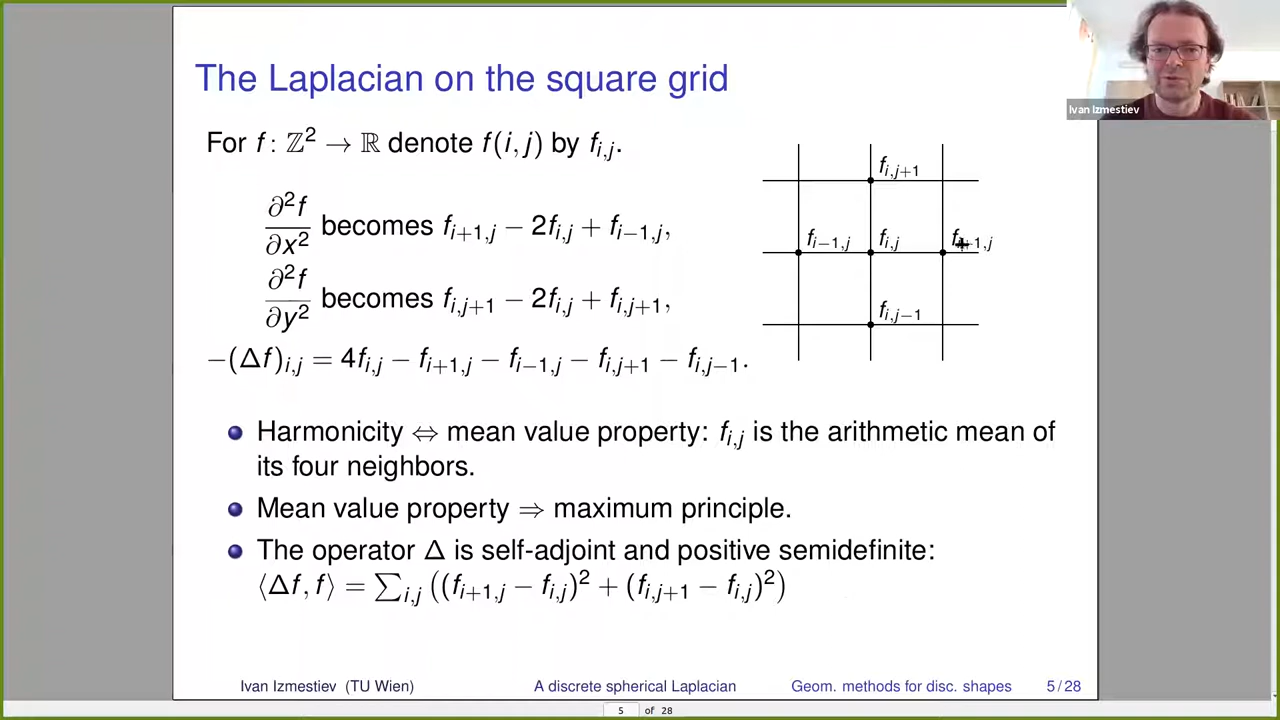 The Laplacian on the square grid
Ivan Izmestiev
For f : ℤ² → ℝ denote f(i, j) by f_{i,j}.
∂²f/∂x² becomes f_{i+1,j} − 2f_{i,j} + f_{i−1,j},
∂²f/∂y² becomes f_{i,j+1} − 2f_{i,j} + f_{i,j+1},
−(Δf)_{i,j} = 4f_{i,j} − f_{i+1,j} − f_{i−1,j} − f_{i,j+1} − f_{i,j−1}.
f_{i,j+1}
f_{i−1,j} f_{i,j} f_{i+1,j}
f_{i,j−1}
Harmonicity ⇔ mean value property: f_{i,j} is the arithmetic mean of
its four neighbors.
Mean value property ⇒ maximum principle.
The operator Δ is self-adjoint and positive semidefinite:
⟨Δf, f⟩ = ∑_{i,j} ((f_{i+1,j} − f_{i,j})² + (f_{i,j+1} − f_{i,j})²)
Ivan Izmestiev (TU Wien) A discrete spherical Laplacian Geom. methods for disc. shapes 5 / 28
5 of 28